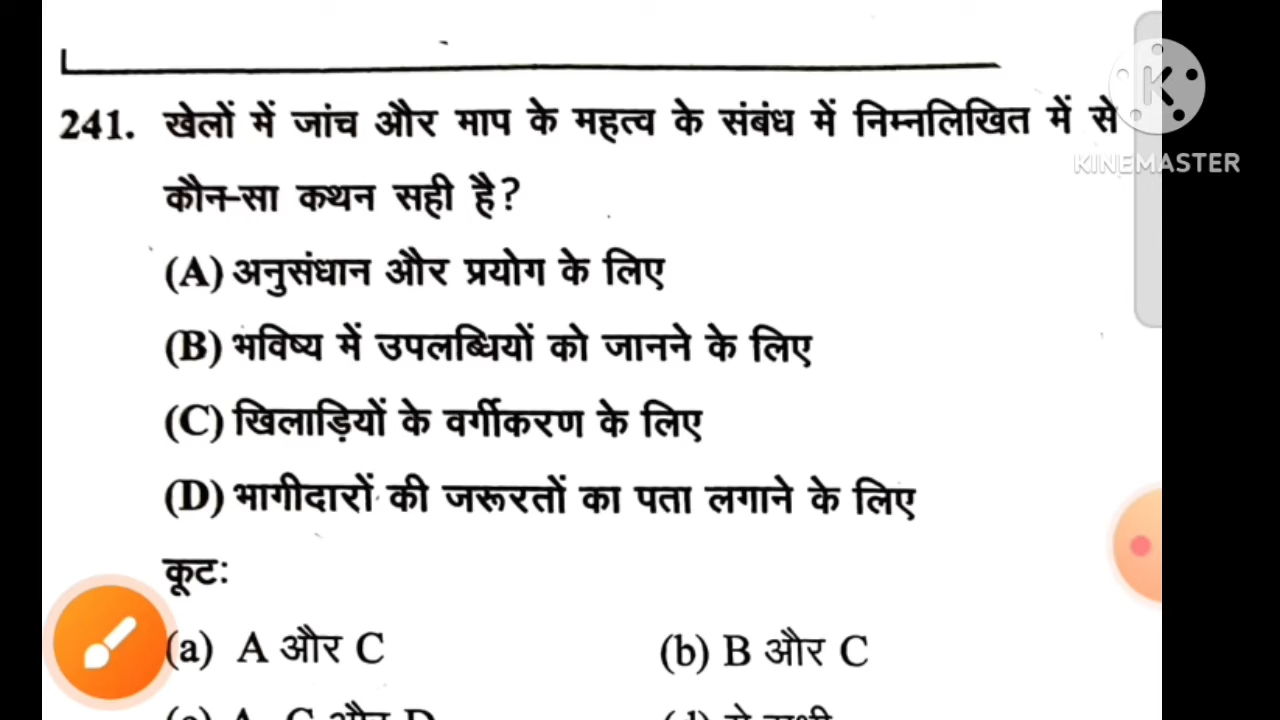 241. खेलों में जांच और माप के महत्व के संबंध में निम्नलिखित में से
KINEMASTER
कौन-सा कथन सही है?
(A) अनुसंधान और प्रयोग के लिए
(B) भविष्य में उपलब्धियों को जानने के लिए
(C) खिलाड़ियों के वर्गीकरण के लिए
(D) भागीदारों की जरूरतों का पता लगाने के लिए
कूटः
(a) A और C (b) B और C
A, C और D